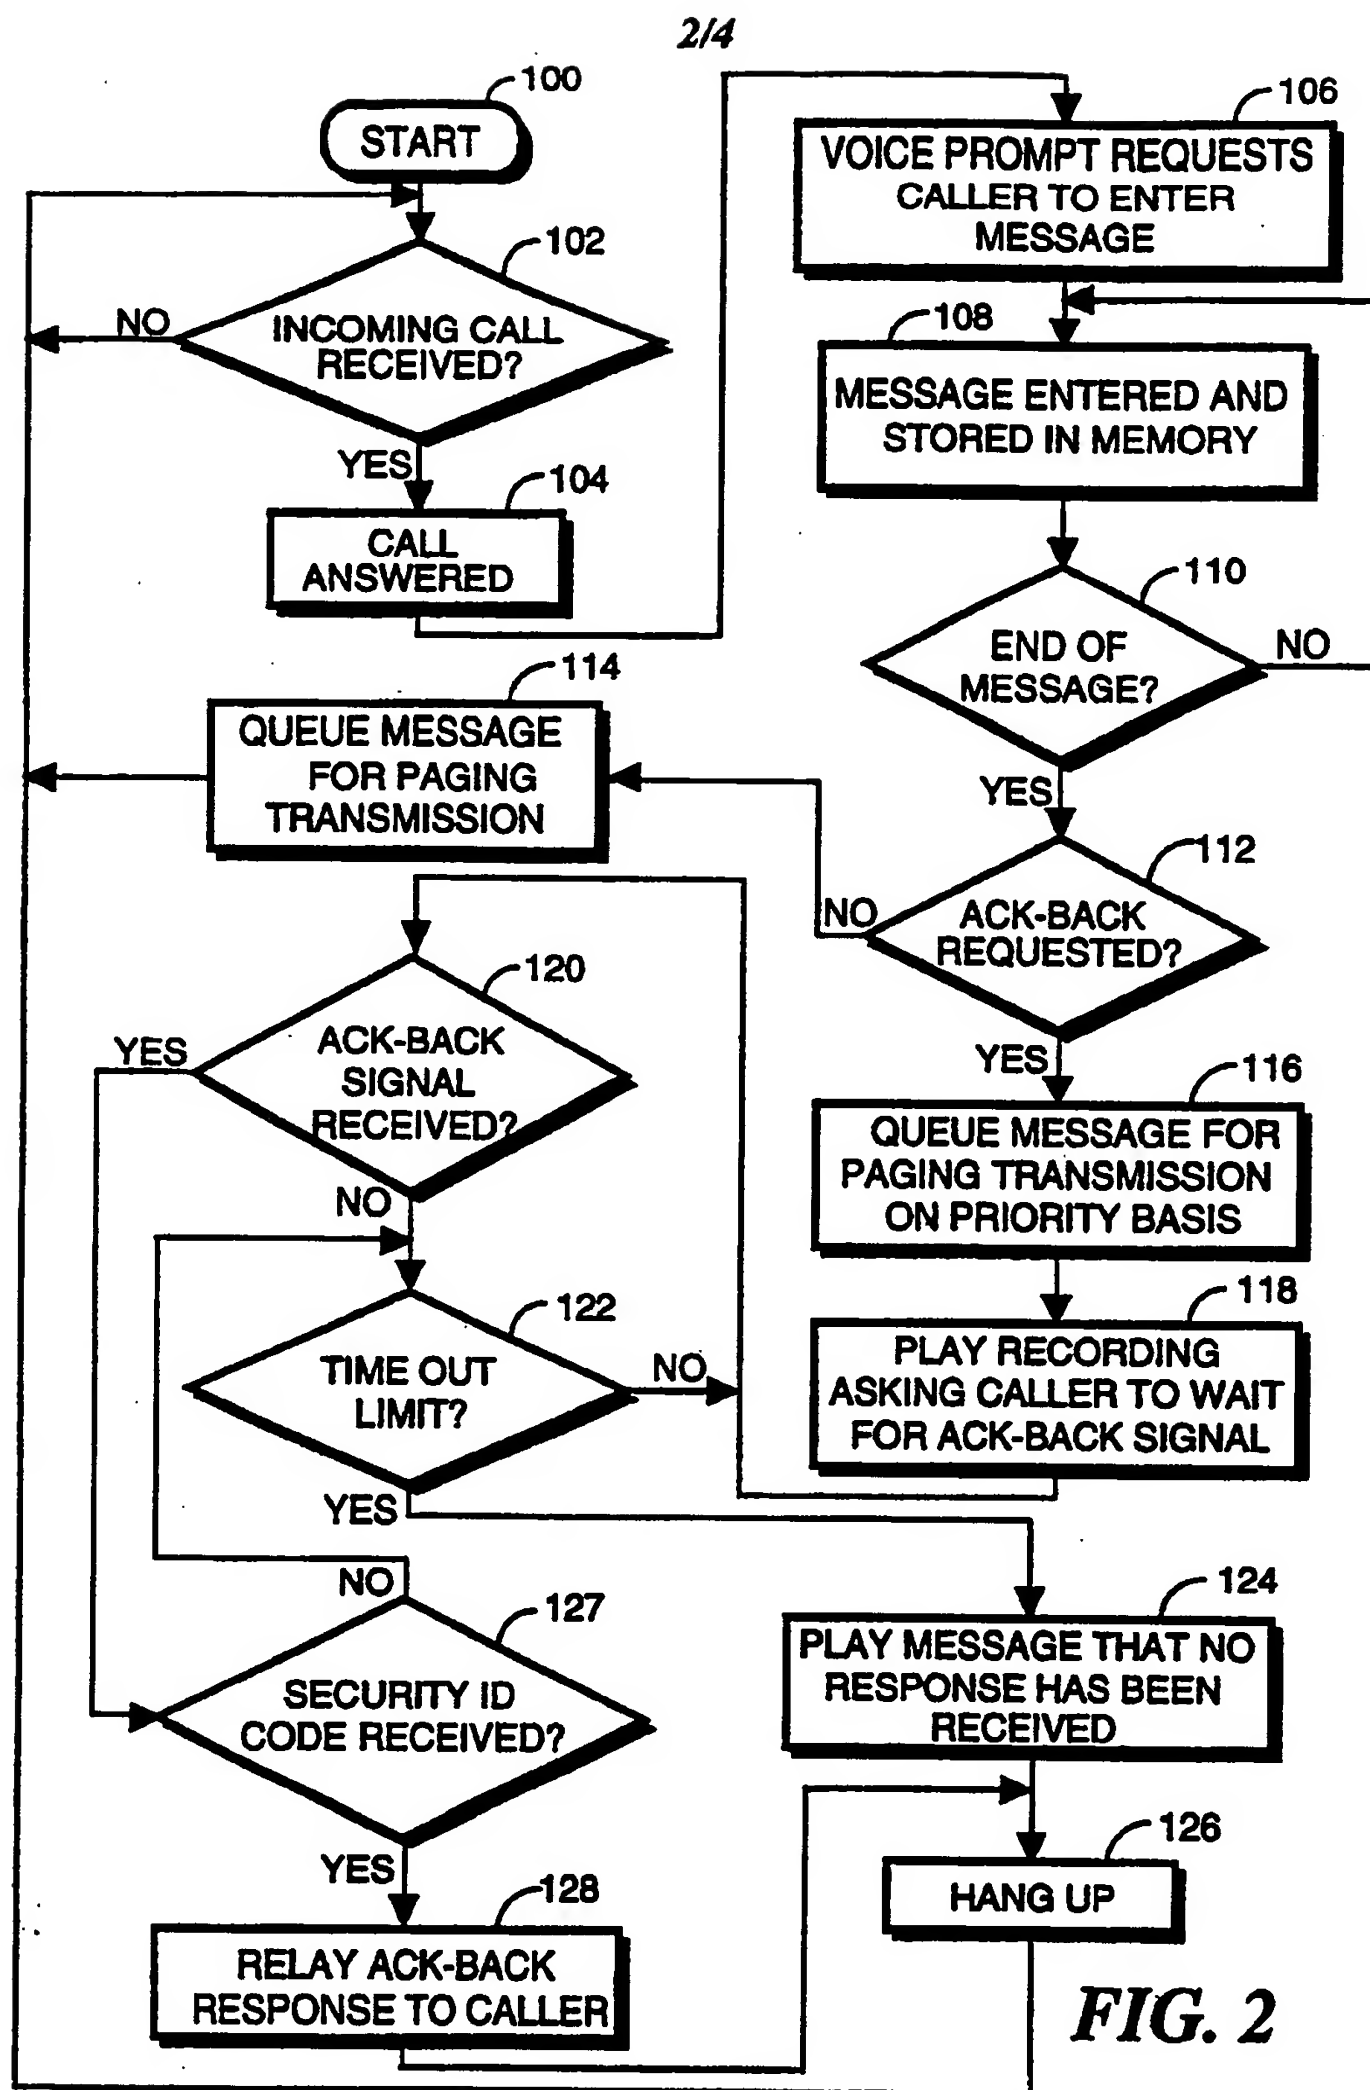 2/4
100
START
102
INCOMING CALL
RECEIVED?
NO
YES
104
CALL
ANSWERED
106
VOICE PROMPT REQUESTS
CALLER TO ENTER
MESSAGE
108
MESSAGE ENTERED AND
STORED IN MEMORY
110
END OF
MESSAGE?
NO
YES
112
ACK-BACK
REQUESTED?
NO
YES
114
QUEUE MESSAGE
FOR PAGING
TRANSMISSION
116
QUEUE MESSAGE FOR
PAGING TRANSMISSION
ON PRIORITY BASIS
118
PLAY RECORDING
ASKING CALLER TO WAIT
FOR ACK-BACK SIGNAL
120
ACK-BACK
SIGNAL
RECEIVED?
YES
NO
122
TIME OUT
LIMIT?
NO
YES
124
PLAY MESSAGE THAT NO
RESPONSE HAS BEEN
RECEIVED
126
HANG UP
127
NO
SECURITY ID
CODE RECEIVED?
YES
128
RELAY ACK-BACK
RESPONSE TO CALLER
FIG. 2